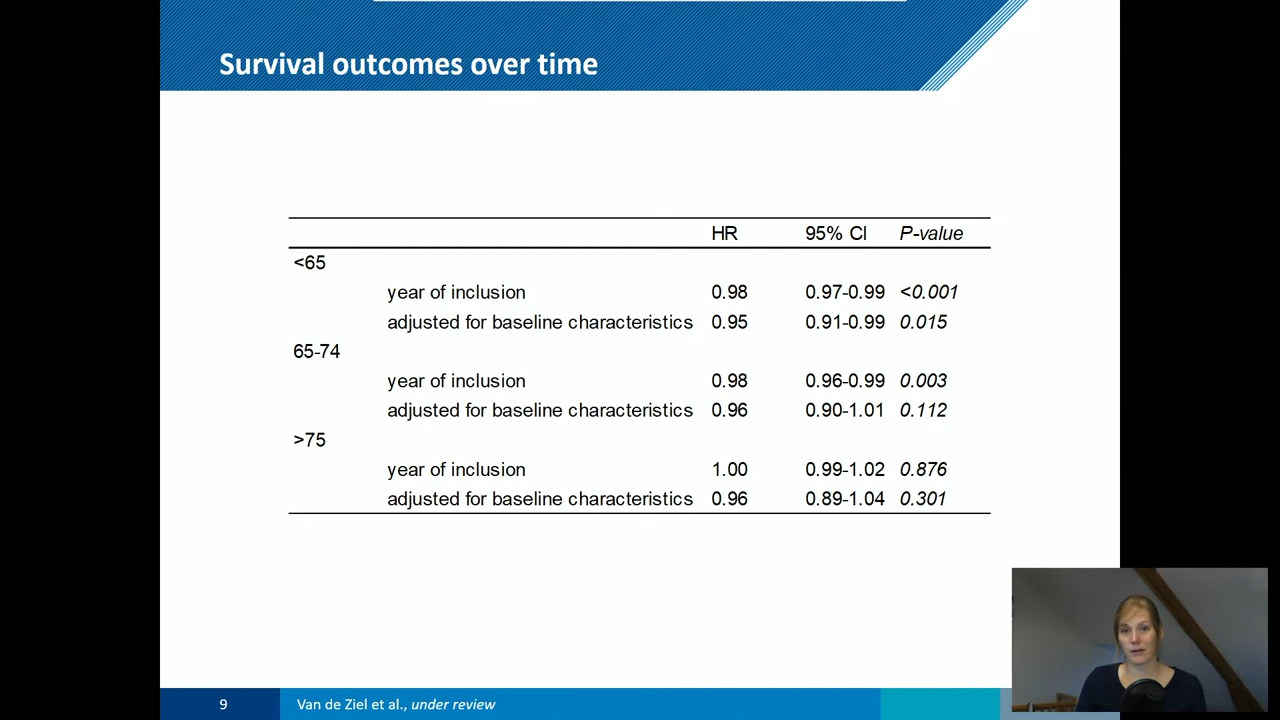 Survival outcomes over time
HR 95% CI P-value
<65
year of inclusion 0.98 0.97-0.99 <0.001
adjusted for baseline characteristics 0.95 0.91-0.99 0.015
65-74
year of inclusion 0.98 0.96-0.99 0.003
adjusted for baseline characteristics 0.96 0.90-1.01 0.112
>75
year of inclusion 1.00 0.99-1.02 0.876
adjusted for baseline characteristics 0.96 0.89-1.04 0.301
9 Van de Ziel et al., under review